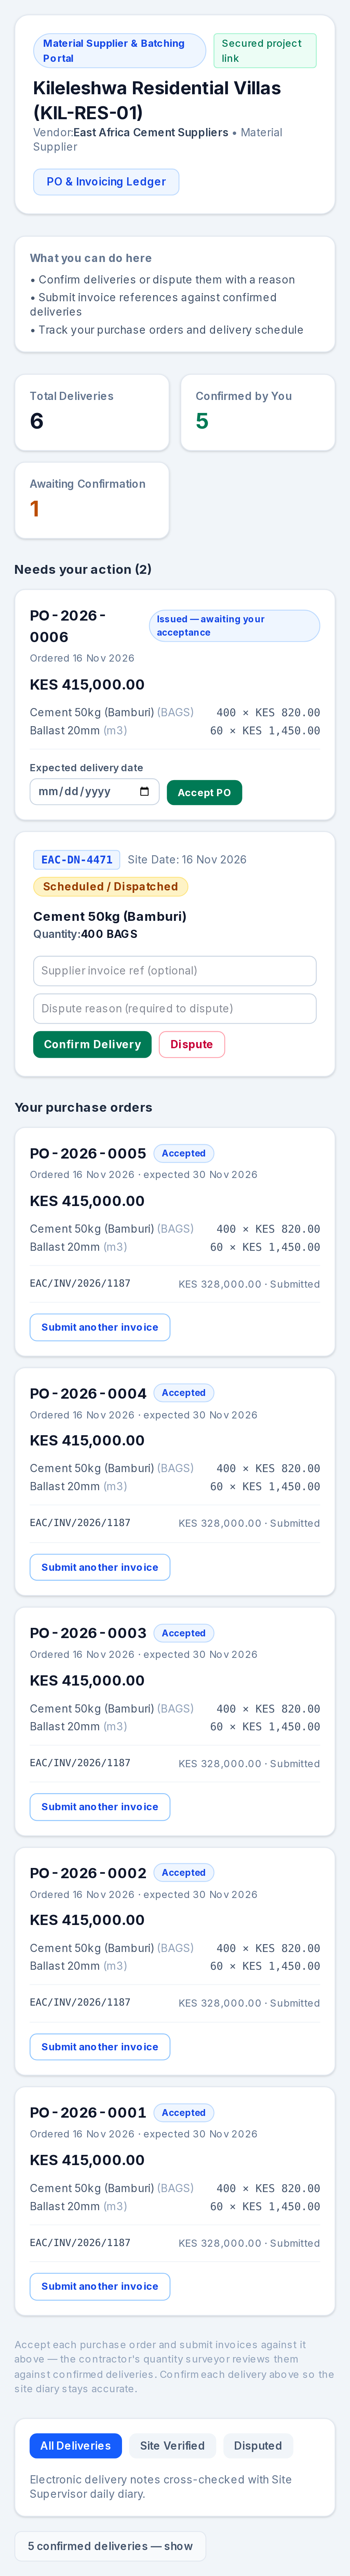 Material Supplier & Batching
Portal
Secured project
link
Kileleshwa Residential Villas
(KIL-RES-01)
Vendor:East Africa Cement Suppliers • Material
Supplier
PO & Invoicing Ledger
What you can do here
• Confirm deliveries or dispute them with a reason
• Submit invoice references against confirmed
deliveries
• Track your purchase orders and delivery schedule
Total Deliveries
6
Confirmed by You
5
Awaiting Confirmation
1
Needs your action (2)
PO-2026-
0006
Issued — awaiting your
acceptance
Ordered 16 Nov 2026
KES 415,000.00
Cement 50kg (Bamburi) (BAGS) 400 × KES 820.00
Ballast 20mm (m3) 60 × KES 1,450.00
Expected delivery date
mm/dd/yyyy
Accept PO
EAC-DN-4471 Site Date: 16 Nov 2026
Scheduled / Dispatched
Cement 50kg (Bamburi)
Quantity:400 BAGS
Supplier invoice ref (optional)
Dispute reason (required to dispute)
Confirm Delivery Dispute
Your purchase orders
PO-2026-0005 Accepted
Ordered 16 Nov 2026 · expected 30 Nov 2026
KES 415,000.00
Cement 50kg (Bamburi) (BAGS) 400 × KES 820.00
Ballast 20mm (m3) 60 × KES 1,450.00
EAC/INV/2026/1187 KES 328,000.00 · Submitted
Submit another invoice
PO-2026-0004 Accepted
Ordered 16 Nov 2026 · expected 30 Nov 2026
KES 415,000.00
Cement 50kg (Bamburi) (BAGS) 400 × KES 820.00
Ballast 20mm (m3) 60 × KES 1,450.00
EAC/INV/2026/1187 KES 328,000.00 · Submitted
Submit another invoice
PO-2026-0003 Accepted
Ordered 16 Nov 2026 · expected 30 Nov 2026
KES 415,000.00
Cement 50kg (Bamburi) (BAGS) 400 × KES 820.00
Ballast 20mm (m3) 60 × KES 1,450.00
EAC/INV/2026/1187 KES 328,000.00 · Submitted
Submit another invoice
PO-2026-0002 Accepted
Ordered 16 Nov 2026 · expected 30 Nov 2026
KES 415,000.00
Cement 50kg (Bamburi) (BAGS) 400 × KES 820.00
Ballast 20mm (m3) 60 × KES 1,450.00
EAC/INV/2026/1187 KES 328,000.00 · Submitted
Submit another invoice
PO-2026-0001 Accepted
Ordered 16 Nov 2026 · expected 30 Nov 2026
KES 415,000.00
Cement 50kg (Bamburi) (BAGS) 400 × KES 820.00
Ballast 20mm (m3) 60 × KES 1,450.00
EAC/INV/2026/1187 KES 328,000.00 · Submitted
Submit another invoice
Accept each purchase order and submit invoices against it
above — the contractor's quantity surveyor reviews them
against confirmed deliveries. Confirm each delivery above so the
site diary stays accurate.
All Deliveries Site Verified Disputed
Electronic delivery notes cross-checked with Site
Supervisor daily diary.
5 confirmed deliveries — show